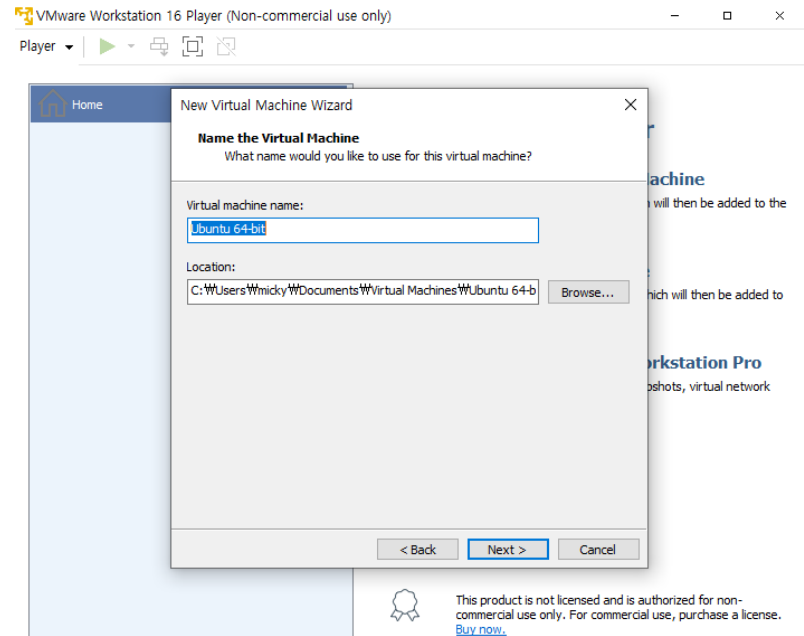 VMware Workstation 16 Player (Non-commercial use only)
Player
Home
New Virtual Machine Wizard
Name the Virtual Machine
What name would you like to use for this virtual machine?
Virtual machine name:
Ubuntu 64-bit
Location:
C:₩Users₩micky₩Documents₩Virtual Machines₩Ubuntu 64-b
Browse...
< Back
Next >
Cancel
achine
will then be added to the
hich will then be added to
rkstation Pro
pshots, virtual network
This product is not licensed and is authorized for non-
commercial use only. For commercial use, purchase a license.
Buy now.